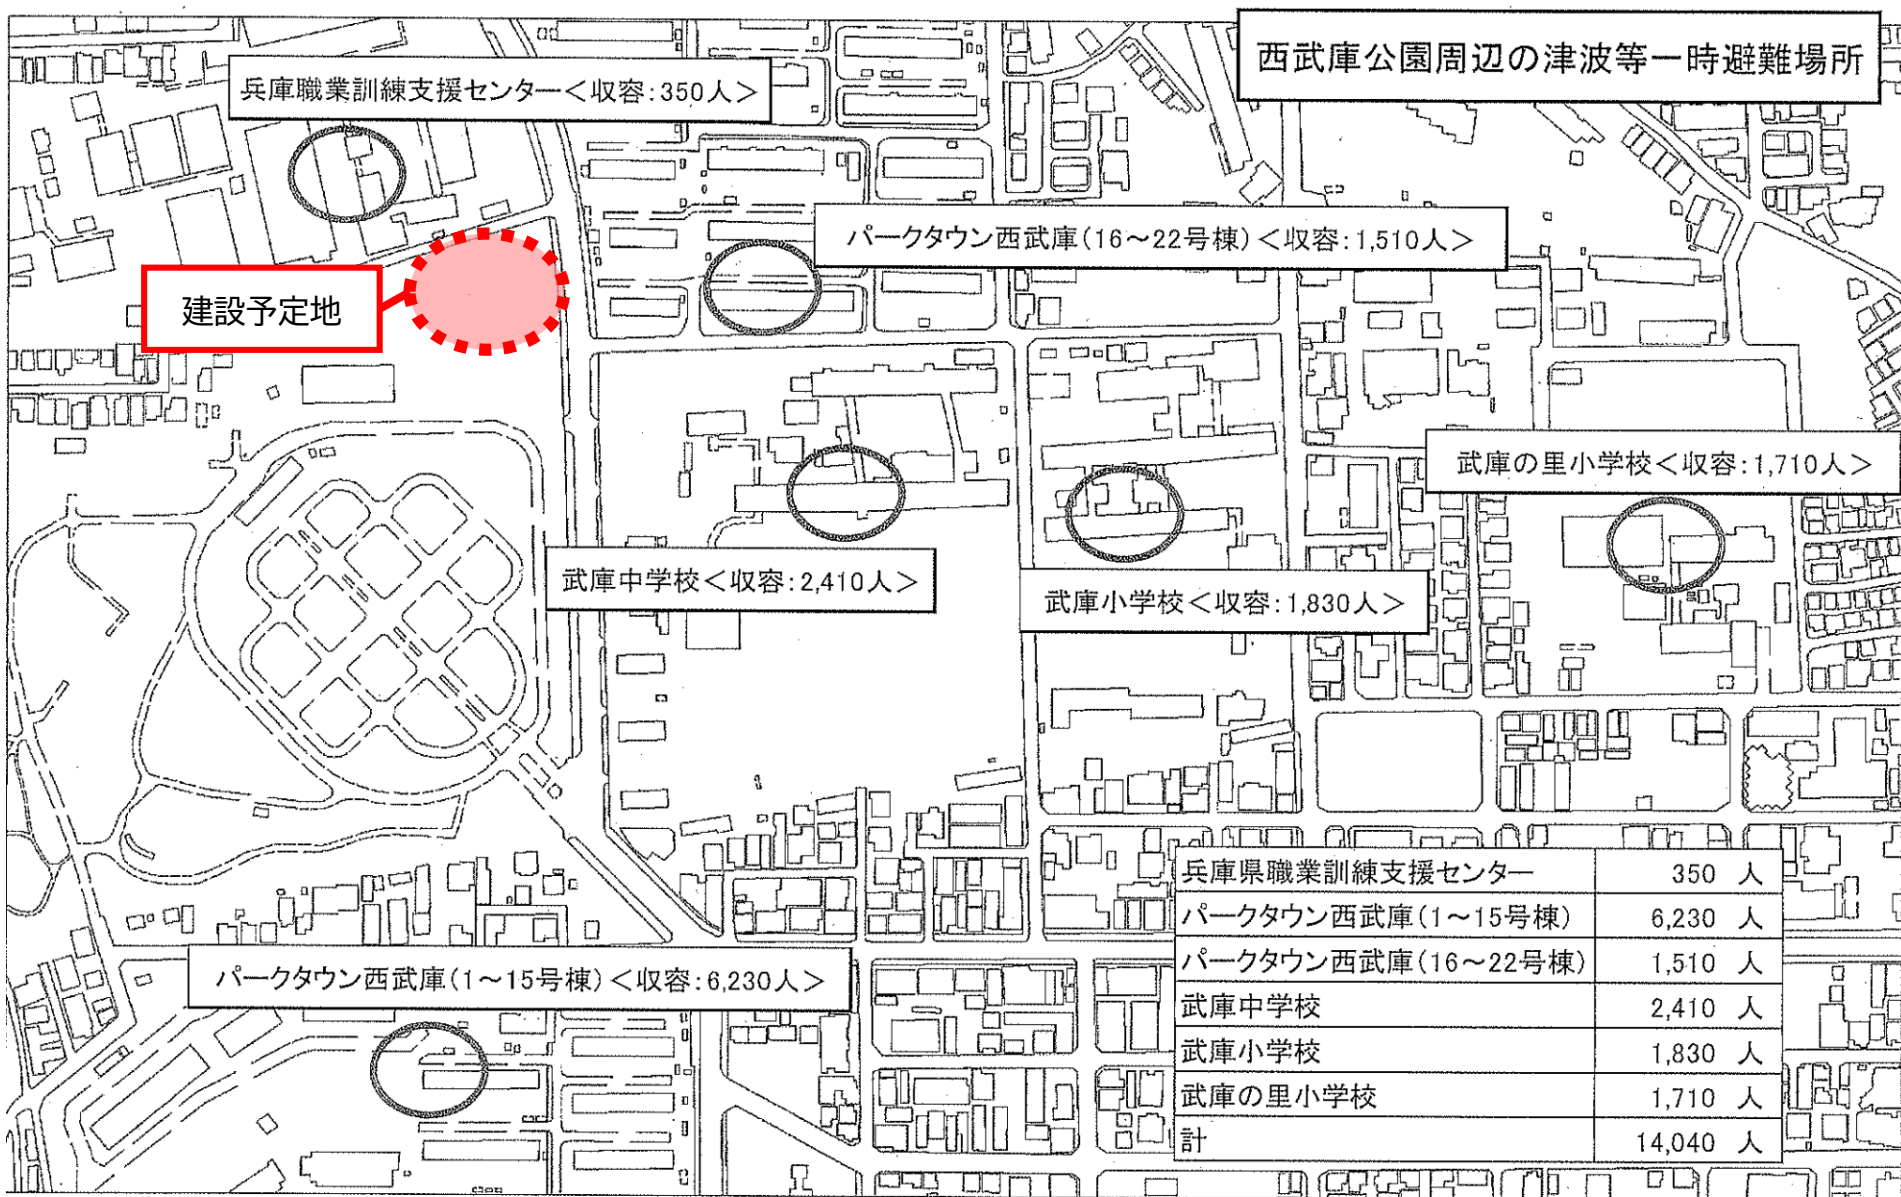 西武庫公園周辺の津波等一時避難場所
兵庫職業訓練支援センター＜収容:350人＞
パークタウン西武庫(16～22号棟)＜収容:1,510人＞
建設予定地
武庫の里小学校＜収容:1,710人＞
武庫中学校＜収容:2,410人＞
武庫小学校＜収容:1,830人＞
パークタウン西武庫(1～15号棟)＜収容:6,230人＞
兵庫県職業訓練支援センター 350 人
パークタウン西武庫(1～15号棟) 6,230 人
パークタウン西武庫(16～22号棟) 1,510 人
武庫中学校 2,410 人
武庫小学校 1,830 人
武庫の里小学校 1,710 人
計 14,040 人